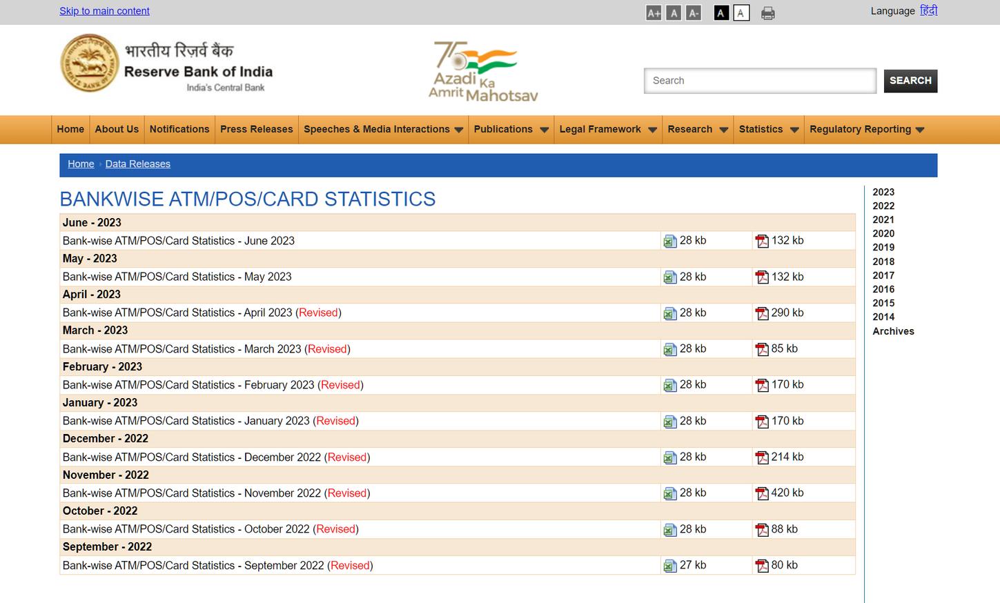 Skip to main content
A+ A A- A A
Language हिंदी
भारतीय रिज़र्व बैंक
Reserve Bank of India
India's Central Bank
75
Azadi Ka
Amrit Mahotsav
Search
SEARCH
Home About Us Notifications Press Releases Speeches & Media Interactions Publications Legal Framework Research Statistics Regulatory Reporting
Home Data Releases
BANKWISE ATM/POS/CARD STATISTICS
June - 2023
Bank-wise ATM/POS/Card Statistics - June 2023 28 kb 132 kb
May - 2023
Bank-wise ATM/POS/Card Statistics - May 2023 28 kb 132 kb
April - 2023
Bank-wise ATM/POS/Card Statistics - April 2023 (Revised) 28 kb 290 kb
March - 2023
Bank-wise ATM/POS/Card Statistics - March 2023 (Revised) 28 kb 85 kb
February - 2023
Bank-wise ATM/POS/Card Statistics - February 2023 (Revised) 28 kb 170 kb
January - 2023
Bank-wise ATM/POS/Card Statistics - January 2023 (Revised) 28 kb 170 kb
December - 2022
Bank-wise ATM/POS/Card Statistics - December 2022 (Revised) 28 kb 214 kb
November - 2022
Bank-wise ATM/POS/Card Statistics - November 2022 (Revised) 28 kb 420 kb
October - 2022
Bank-wise ATM/POS/Card Statistics - October 2022 (Revised) 28 kb 88 kb
September - 2022
Bank-wise ATM/POS/Card Statistics - September 2022 (Revised) 27 kb 80 kb
2023
2022
2021
2020
2019
2018
2017
2016
2015
2014
Archives